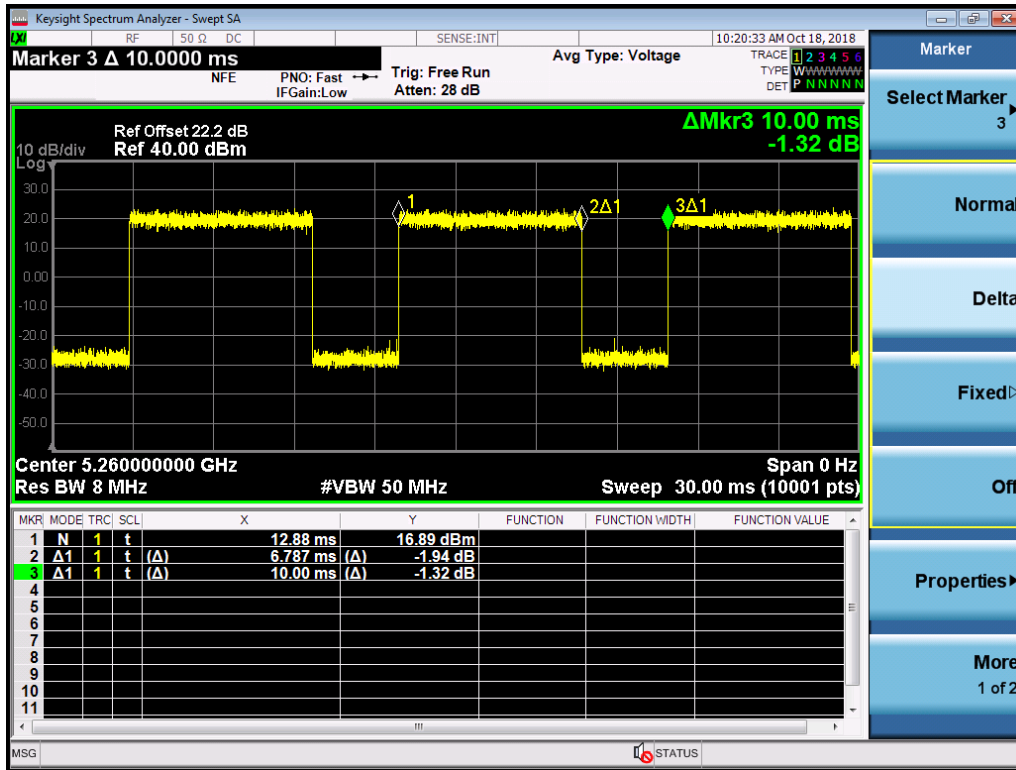 Keysight Spectrum Analyzer - Swept SA
LXI RF 50 Ω DC SENSE:INT 10:20:33 AM Oct 18, 2018
Marker 3 Δ 10.0000 ms
NFE
PNO: Fast
IFGain:Low
Trig: Free Run
Atten: 28 dB
Avg Type: Voltage
TRACE 1 2 3 4 5 6
TYPE W W W W W W
DET P N N N N N
ΔMkr3 10.00 ms
-1.32 dB
Ref Offset 22.2 dB
Ref 40.00 dBm
10 dB/div
Log
30.0
20.0
10.0
0.00
-10.0
-20.0
-30.0
-40.0
-50.0
1
2Δ1
3Δ1
Center 5.260000000 GHz Span 0 Hz
Res BW 8 MHz #VBW 50 MHz Sweep 30.00 ms (10001 pts)
MKR MODE TRC SCL X Y FUNCTION FUNCTION WIDTH FUNCTION VALUE
1 N 1 t 12.88 ms 16.89 dBm
2 Δ1 1 t (Δ) 6.787 ms (Δ) -1.94 dB
3 Δ1 1 t (Δ) 10.00 ms (Δ) -1.32 dB
4
5
6
7
8
9
10
11
MSG STATUS
Marker
Select Marker
3
Normal
Delta
Fixed
Off
Properties
More
1 of 2